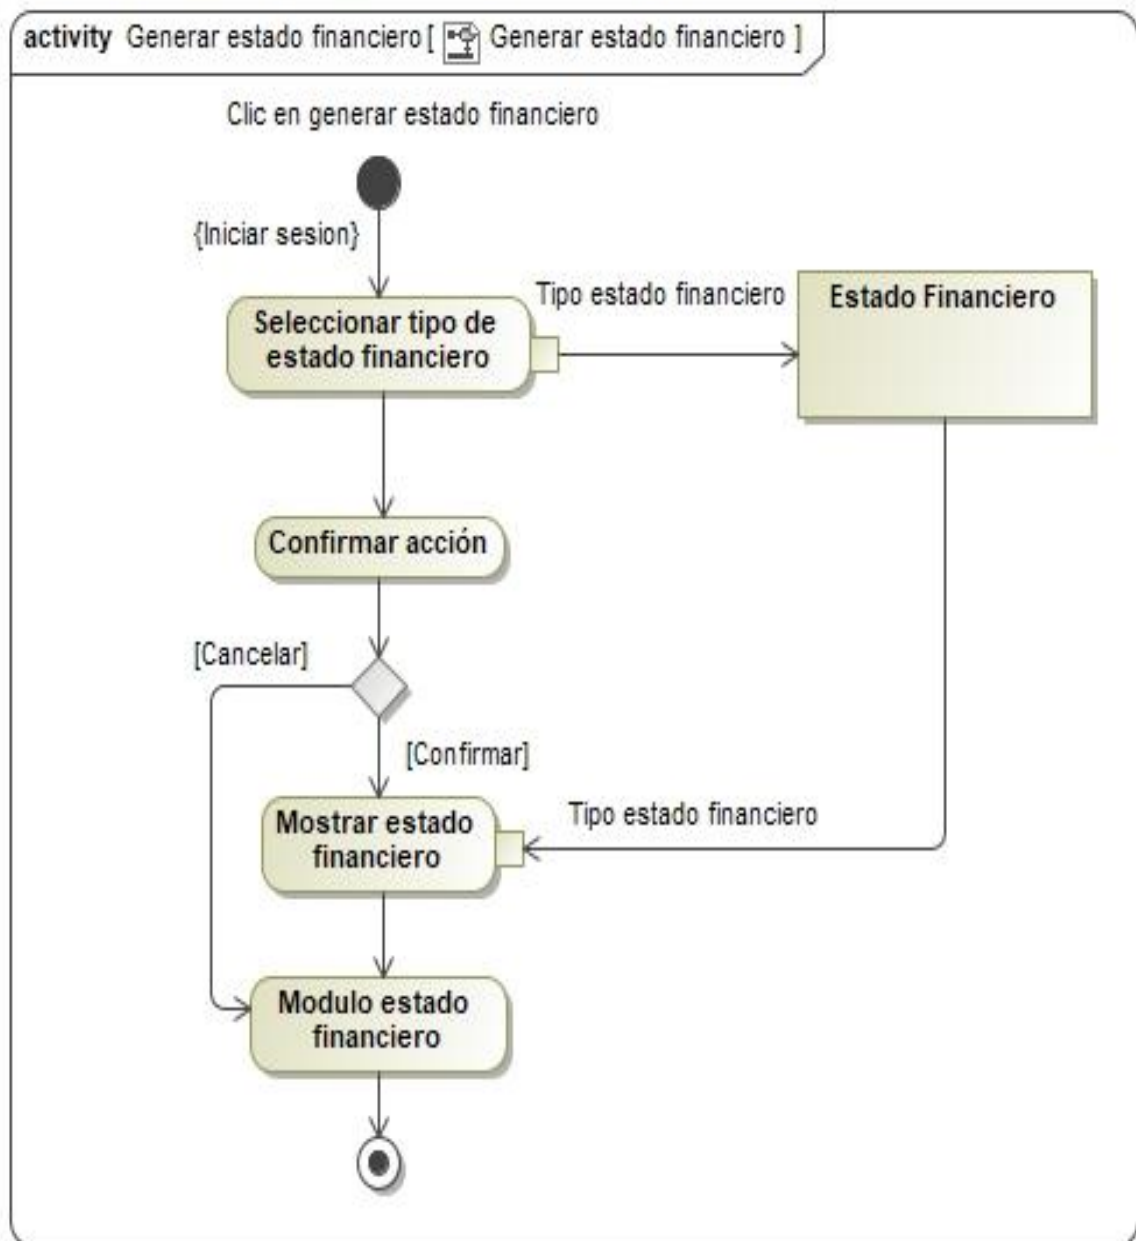 activity Generar estado financiero [ Generar estado financiero ]
Clic en generar estado financiero
{Iniciar sesion}
Seleccionar tipo de
estado financiero
Tipo estado financiero
Estado Financiero
Confirmar acción
[Cancelar]
[Confirmar]
Mostrar estado
financiero
Tipo estado financiero
Modulo estado
financiero